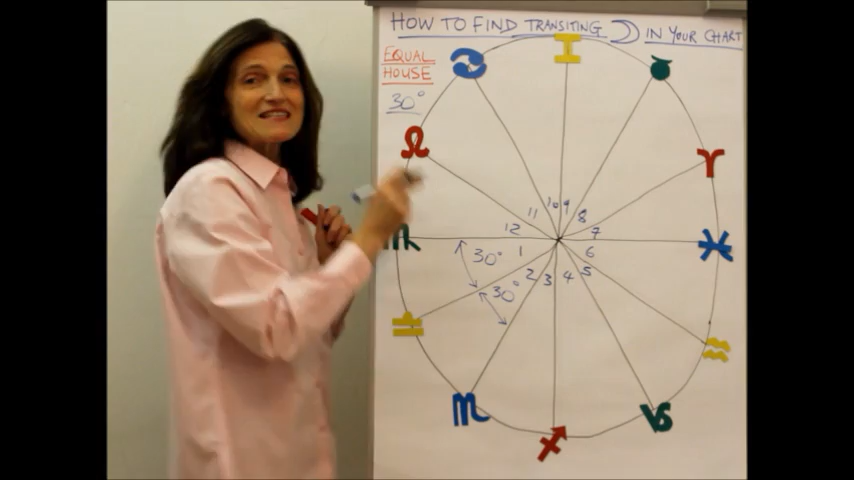 HOW TO FIND TRANSITING ☽ IN YOUR CHART
EQUAL
HOUSE
30°
♋ ♊ ♉
♌ ♈
10 9
11 8
12 7
♍ 1 30° 6 ♓
2 30° 3 4 5
♎ ♒
♏ ♐ ♑